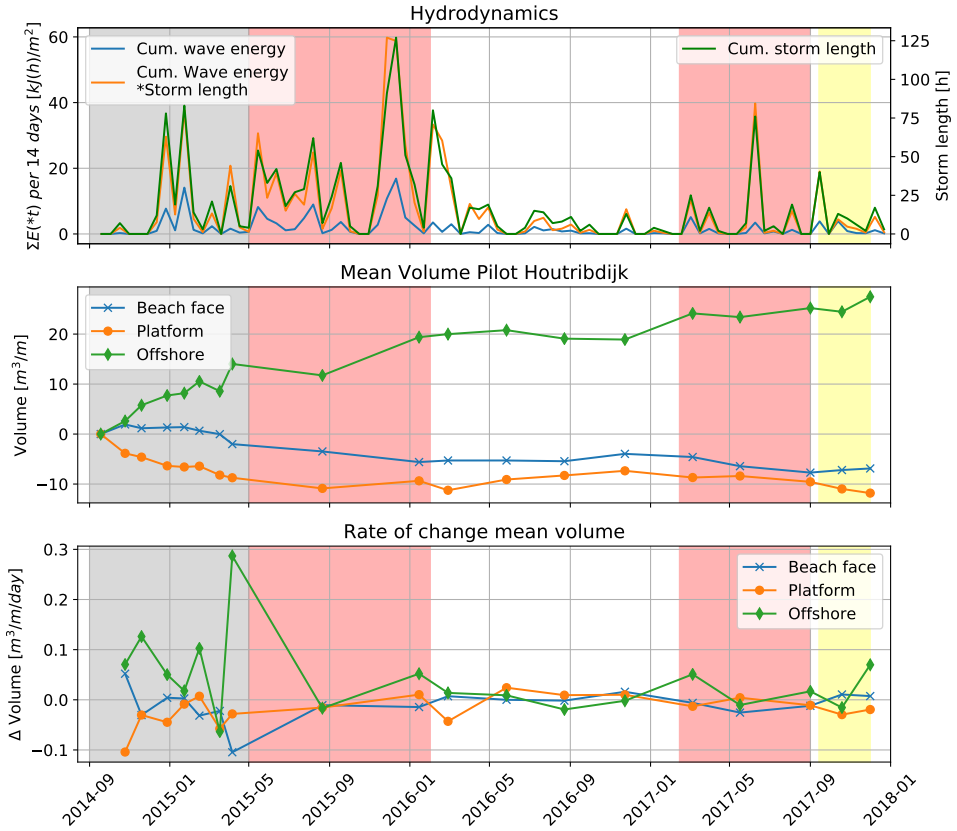 Hydrodynamics
ΣE(*t) per 14 days [kJ(h)/m²]
60
40
20
0
Cum. wave energy
Cum. Wave energy
*Storm length
Cum. storm length
125
100
75
50
25
0
Storm length [h]
Mean Volume Pilot Houtribdijk
Volume [m³/m]
20
10
0
−10
Beach face
Platform
Offshore
Rate of change mean volume
Δ Volume [m³/m/day]
0.3
0.2
0.1
0.0
−0.1
Beach face
Platform
Offshore
2014-09
2015-01
2015-05
2015-09
2016-01
2016-05
2016-09
2017-01
2017-05
2017-09
2018-01